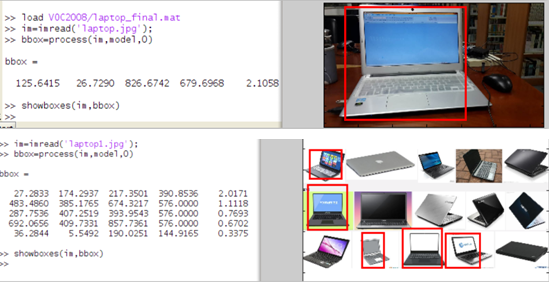 >> load VOC2008/laptop_final.mat
>> im=imread('laptop.jpg');
>> bbox=process(im,model,0)
bbox =
125.6415 26.7290 826.6742 679.6968 2.1058
>> showboxes(im,bbox)
>>
>> im=imread('laptop1.jpg');
>> bbox=process(im,model,0)
bbox =
27.2833 174.2937 217.3501 390.8536 2.0171
483.4860 385.1765 674.3217 576.0000 1.1118
287.7536 407.2519 393.9543 576.0000 0.7693
692.0656 409.7331 857.7361 576.0000 0.6702
36.2844 5.5492 190.0251 144.9165 0.3375
>> showboxes(im,bbox)
>>